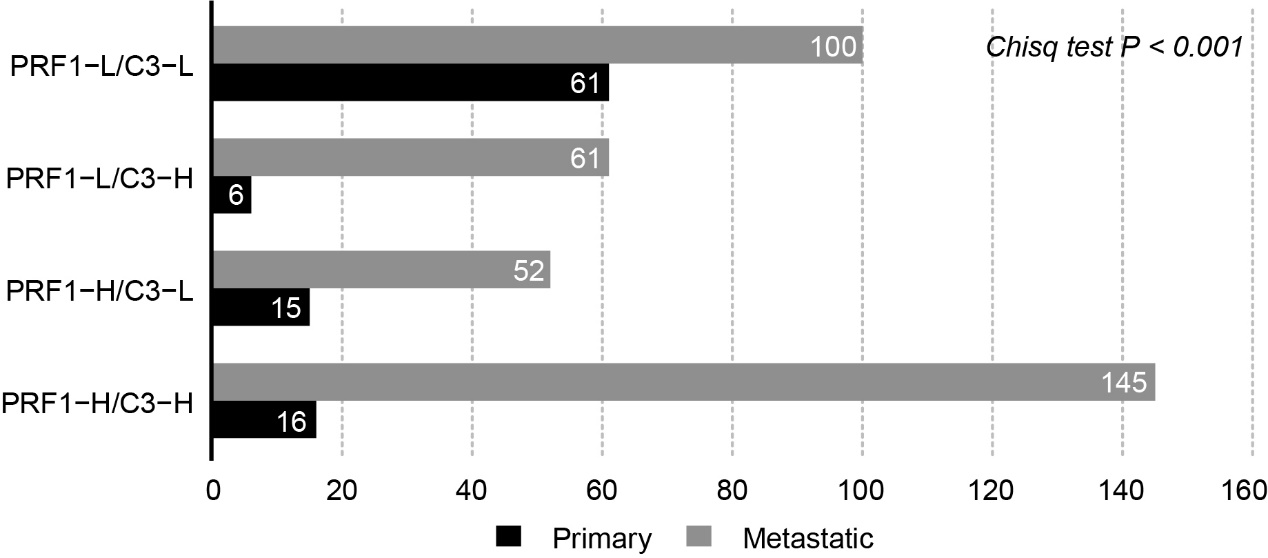 PRF1−L/C3−L
100
61
Chisq test P < 0.001
PRF1−L/C3−H
61
6
PRF1−H/C3−L
52
15
PRF1−H/C3−H
145
16
0 20 40 60 80 100 120 140 160
Primary Metastatic